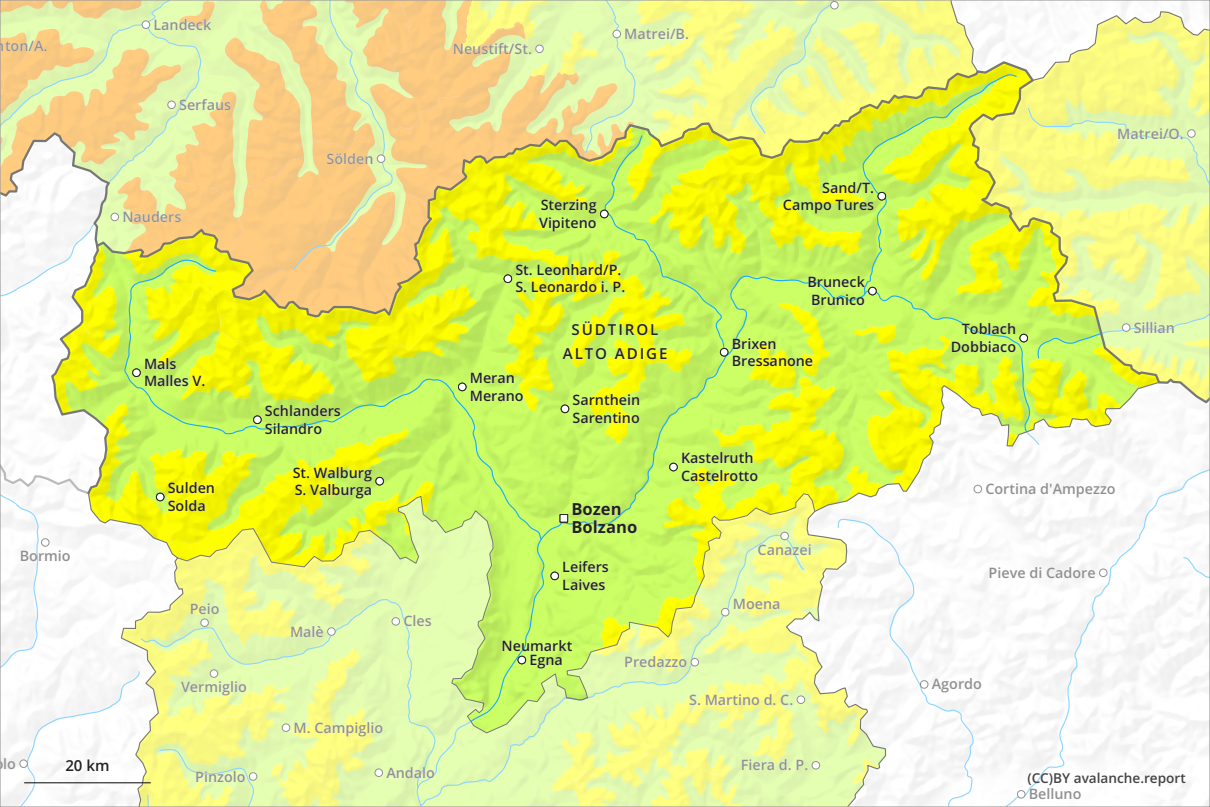 Landeck
Matrei/B.
nton/A.
Neustift/St.
Serfaus
Matrei/O.
Sölden
Sand/T.
Campo Tures
Sterzing
Vipiteno
Nauders
St. Leonhard/P.
S. Leonardo i. P.
Bruneck
Brunico
SÜDTIROL
ALTO ADIGE
Toblach
Dobbiaco
Sillian
Brixen
Bressanone
Mals
Malles V.
Meran
Merano
Sarnthein
Sarentino
Schlanders
Silandro
Kastelruth
Castelrotto
St. Walburg
S. Valburga
Sulden
Solda
Cortina d'Ampezzo
Bozen
Bolzano
Bormio
Canazei
Leifers
Laives
Pieve di Cadore
Peio
Moena
Malè
Cles
Neumarkt
Egna
Predazzo
Vermiglio
Agordo
S. Martino d. C.
M. Campiglio
olo
20 km
Pinzolo
Andalo
Fiera d. P.
(CC)BY avalanche.report
Belluno